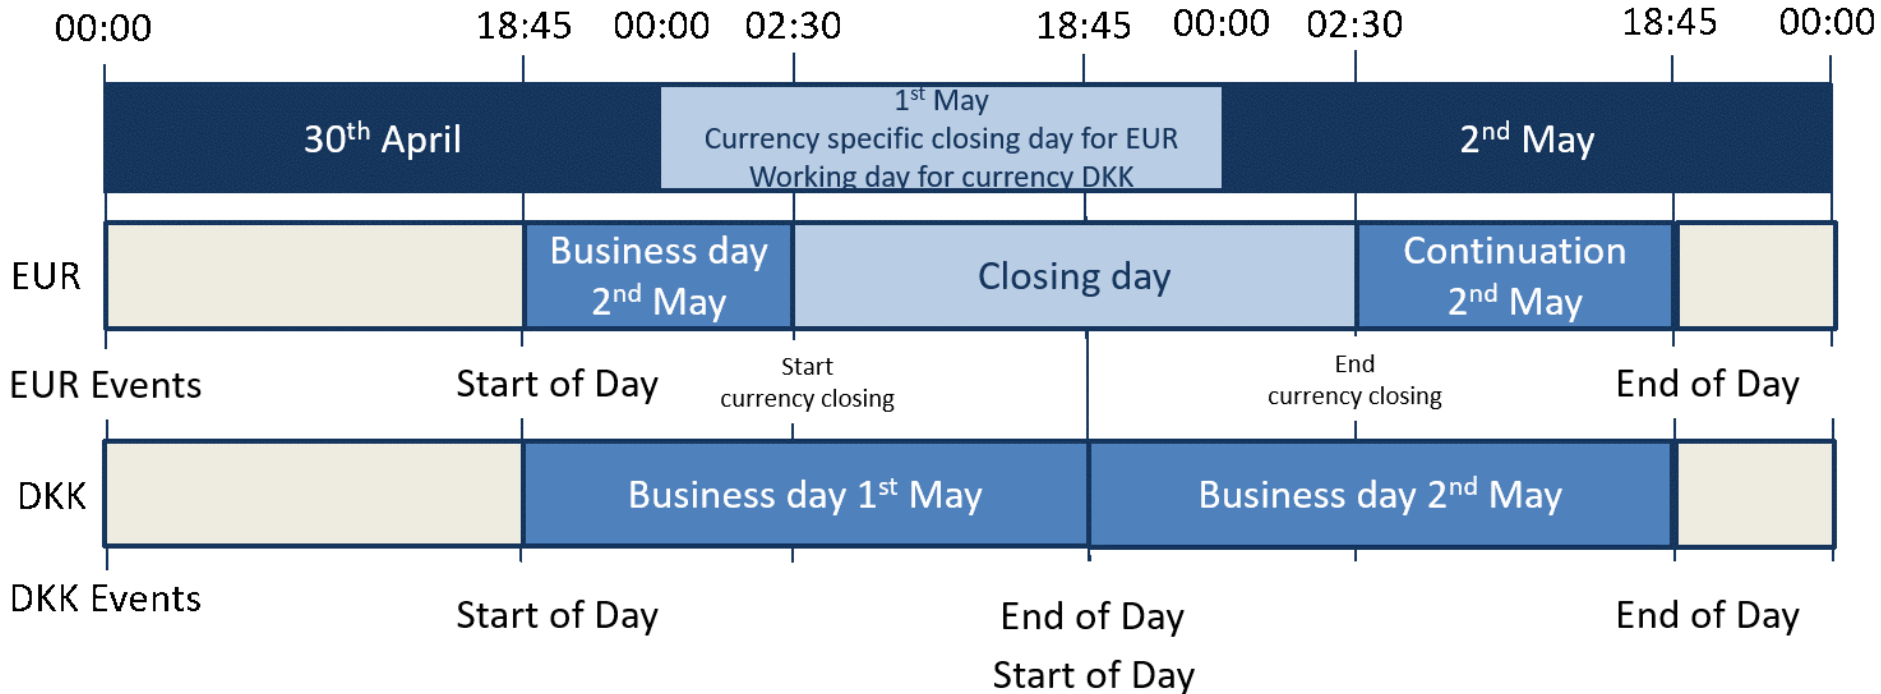 00:00 18:45 00:00 02:30 18:45 00:00 02:30 18:45 00:00
30th April
1st May
Currency specific closing day for EUR
Working day for currency DKK
2nd May
EUR
Business day
2nd May
Closing day
Continuation
2nd May
EUR Events
Start of Day
Start
currency closing
End
currency closing
End of Day
DKK
Business day 1st May
Business day 2nd May
DKK Events
Start of Day
End of Day
Start of Day
End of Day